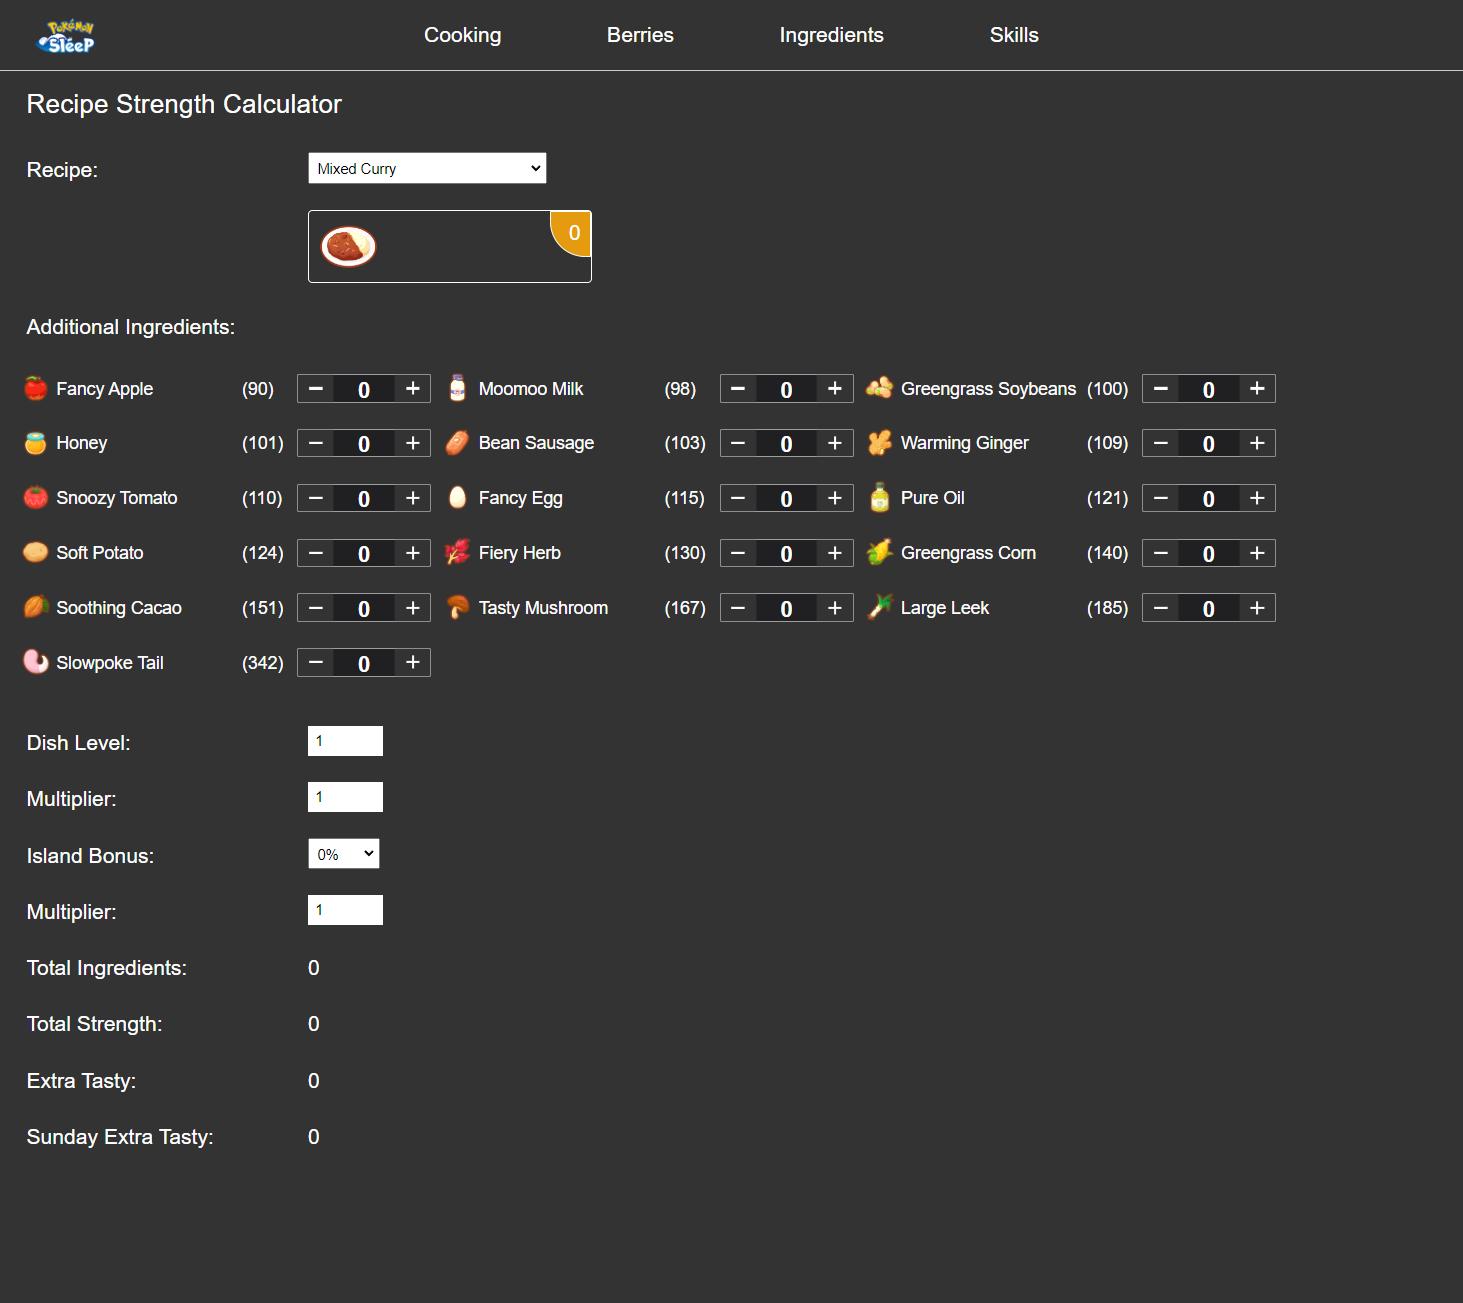 Pokémon Sleep
Cooking Berries Ingredients Skills
Recipe Strength Calculator
Recipe: Mixed Curry
0
Additional Ingredients:
Fancy Apple (90) − 0 + Moomoo Milk (98) − 0 + Greengrass Soybeans (100) − 0 +
Honey (101) − 0 + Bean Sausage (103) − 0 + Warming Ginger (109) − 0 +
Snoozy Tomato (110) − 0 + Fancy Egg (115) − 0 + Pure Oil (121) − 0 +
Soft Potato (124) − 0 + Fiery Herb (130) − 0 + Greengrass Corn (140) − 0 +
Soothing Cacao (151) − 0 + Tasty Mushroom (167) − 0 + Large Leek (185) − 0 +
Slowpoke Tail (342) − 0 +
Dish Level: 1
Multiplier: 1
Island Bonus: 0%
Multiplier: 1
Total Ingredients: 0
Total Strength: 0
Extra Tasty: 0
Sunday Extra Tasty: 0